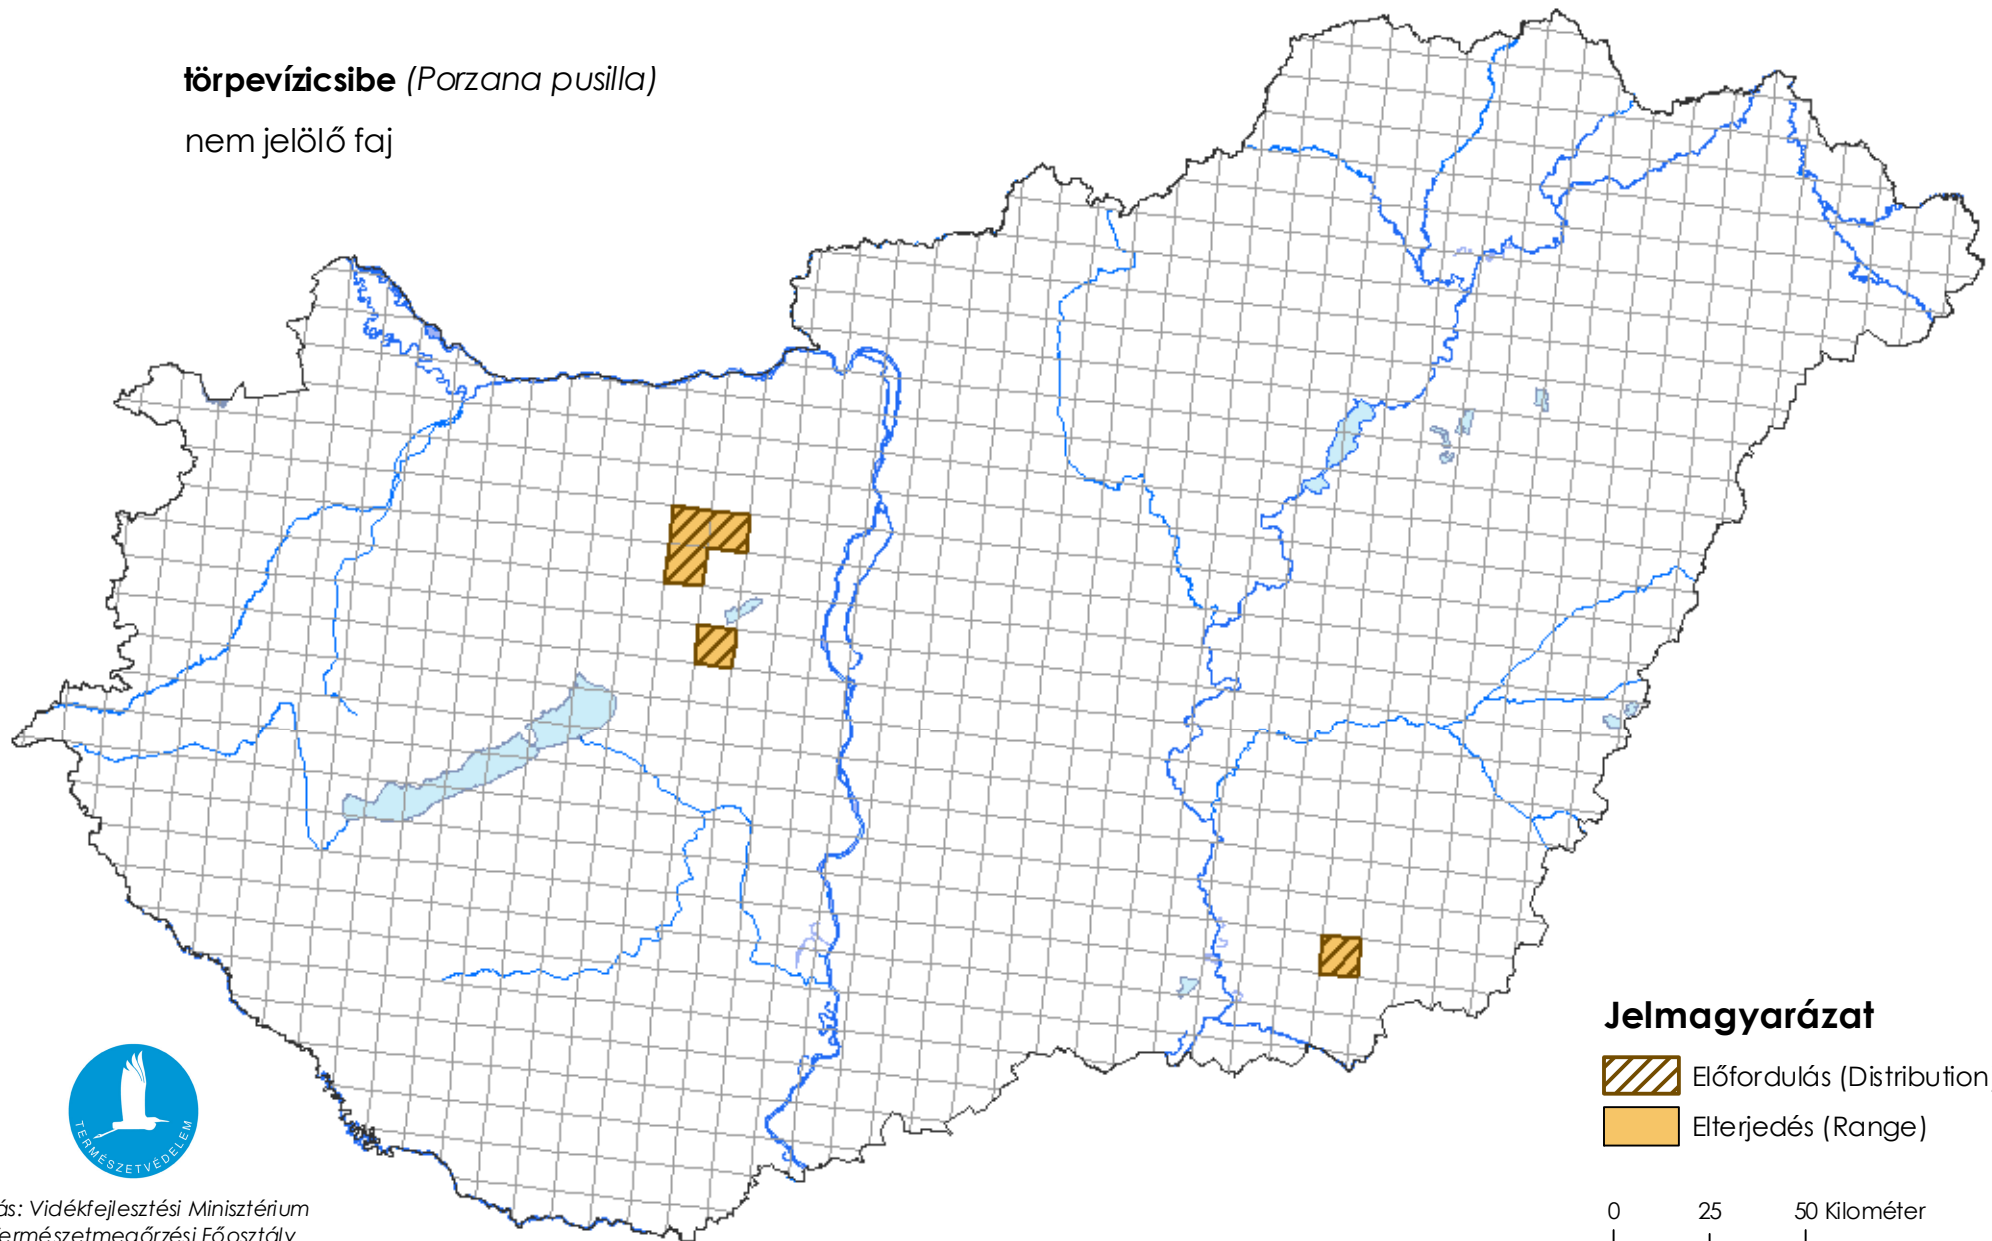 törpevízicsibe (Porzana pusilla)
nem jelölő faj
Jelmagyarázat
Előfordulás (Distribution)
Elterjedés (Range)
0 25 50 Kilométer
TERMÉSZETVÉDELEM
ás: Vidékfejlesztési Minisztérium
Természetmegőrzési Főosztály